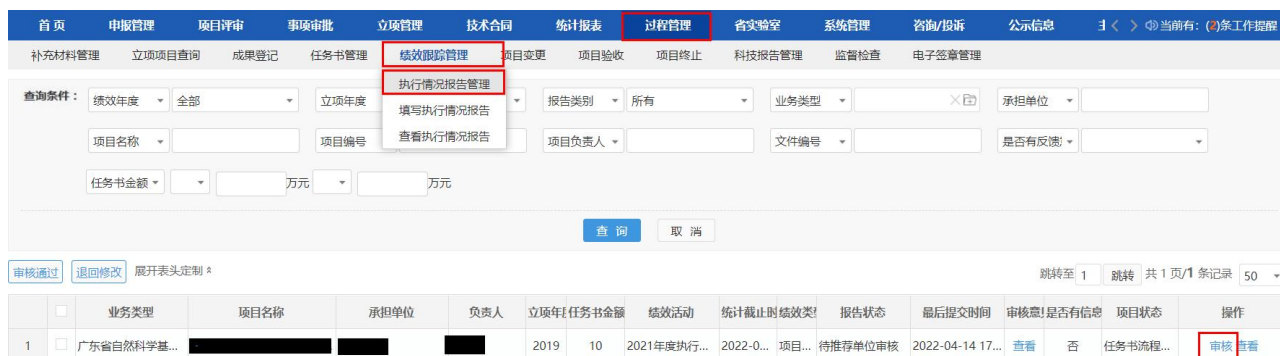 首页 申报管理 项目评审 事项审批 立项管理 技术合同 统计报表 过程管理 省实验室 系统管理 咨询/投诉 公示信息 当前有：(2)条工作提醒
补充材料管理 立项项目查询 成果登记 任务书管理 绩效跟踪管理 项目变更 项目验收 项目终止 科技报告管理 监督检查 电子签章管理
执行情况报告管理
填写执行情况报告
查看执行情况报告
查询条件： 绩效年度 全部 立项年度 报告类别 所有 业务类型 承担单位
项目名称 项目编号 项目负责人 文件编号 是否有反馈
任务书金额 万元 万元
查询 取消
审核通过 退回修改 展开表头定制 跳转至 1 跳转 共1页/1条记录 50
业务类型 项目名称 承担单位 负责人 立项年 任务书金额 绩效活动 统计截止时 绩效类 报告状态 最后提交时间 审核意 是否有信息 项目状态 操作
1 广东省自然科学基... 2019 10 2021年度执行... 2022-0... 项目... 待推荐单位审核 2022-04-14 17... 查看 否 任务书流程... 审核 查看